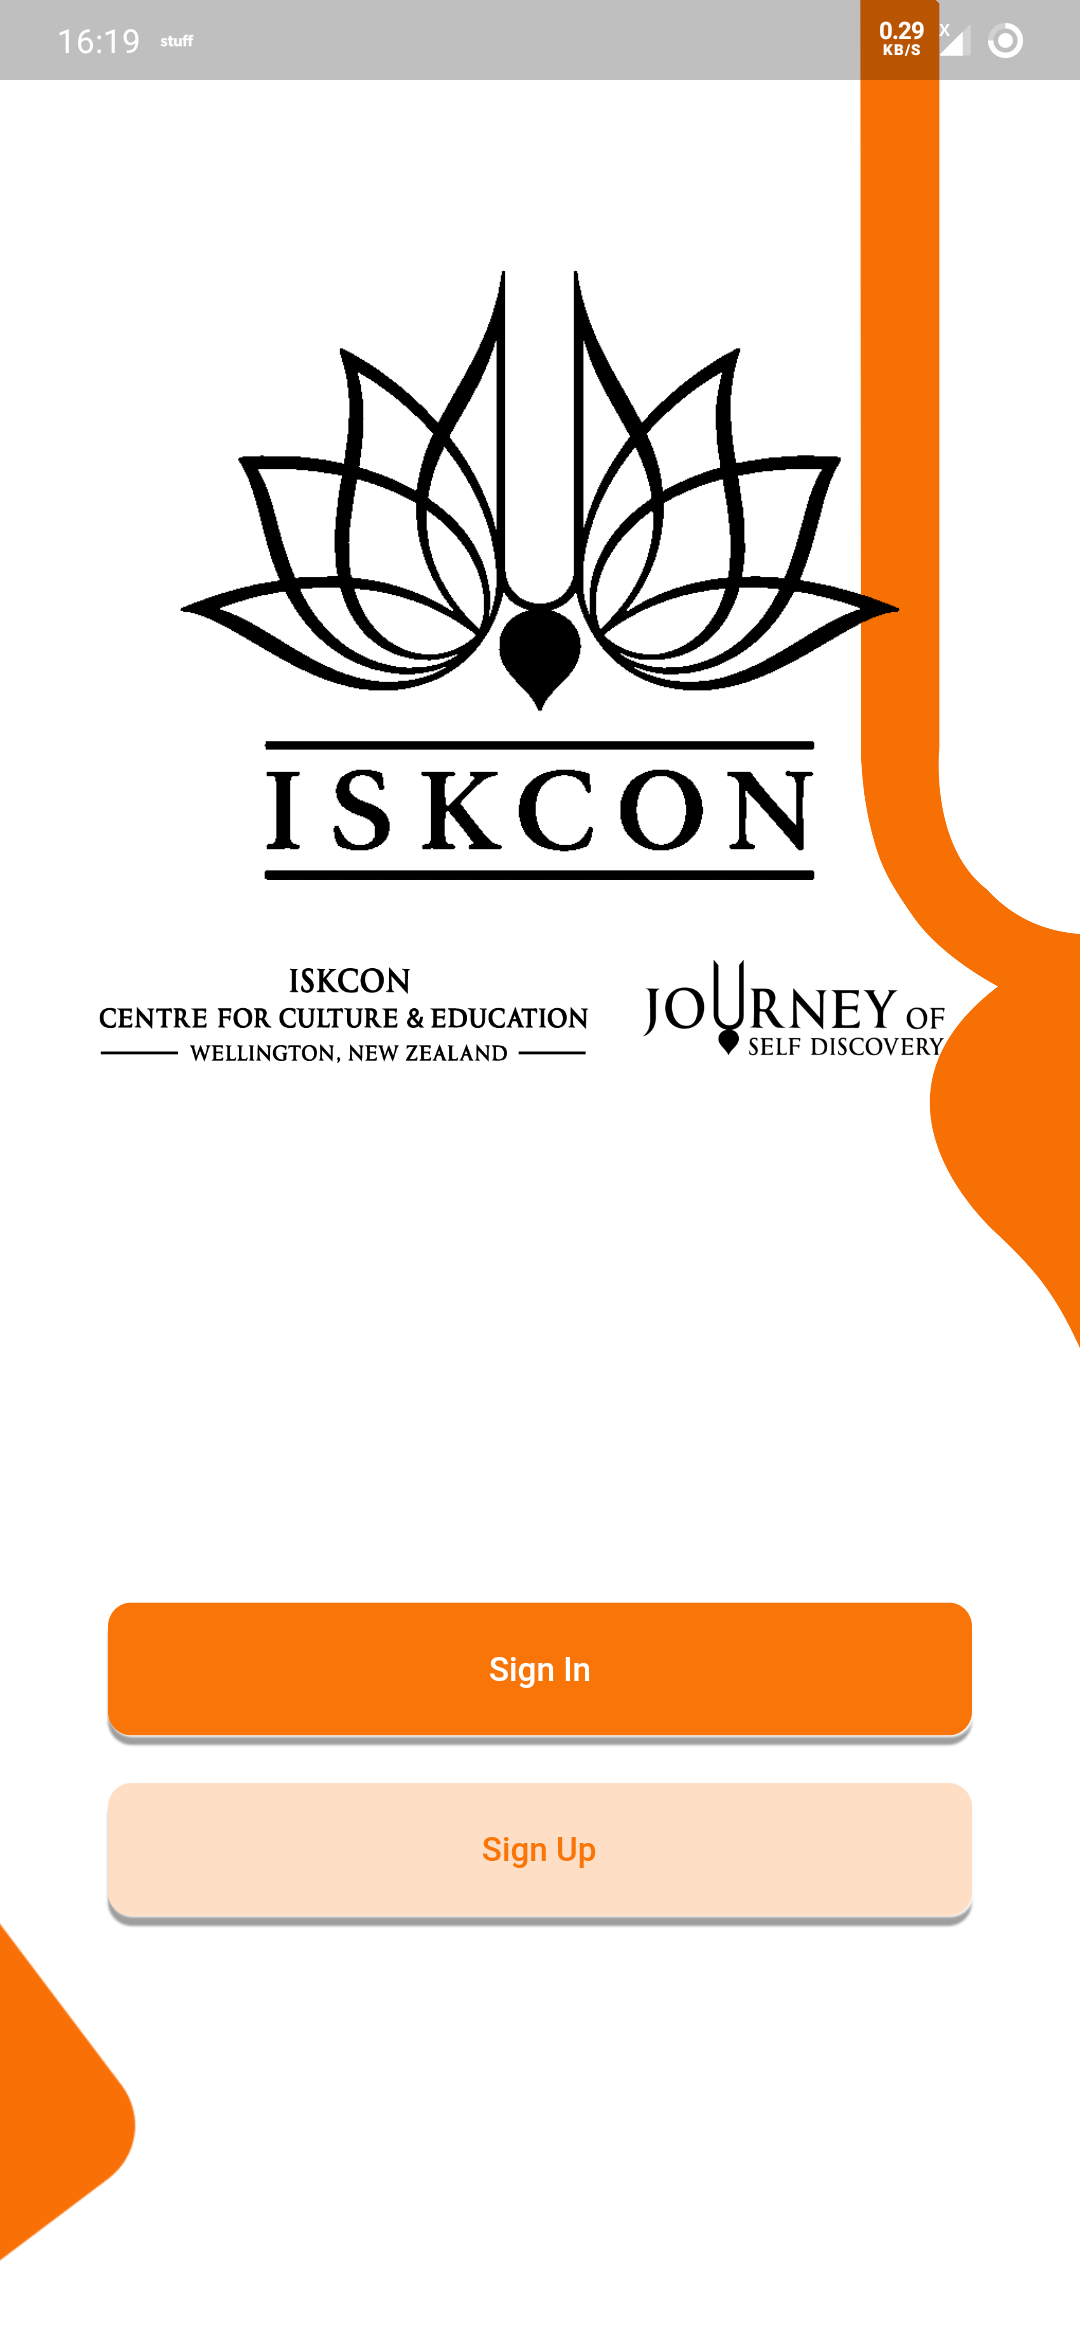 16:19 stuff 0.29
KB/S
X
ISKCON
ISKCON
CENTRE FOR CULTURE & EDUCATION
WELLINGTON, NEW ZEALAND
JOURNEY OF
SELF DISCOVERY
Sign In
Sign Up